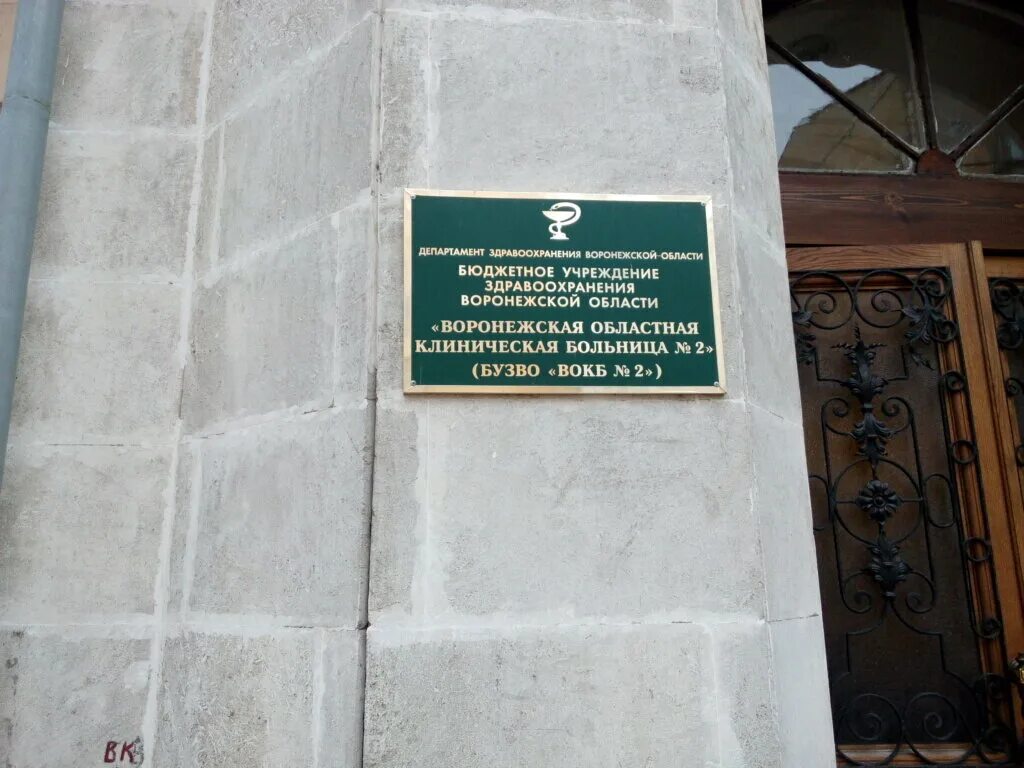 ДЕПАРТАМЕНТ ЗДРАВООХРАНЕНИЯ ВОРОНЕЖСКОЙ ОБЛАСТИ
БЮДЖЕТНОЕ УЧРЕЖДЕНИЕ
ЗДРАВООХРАНЕНИЯ
ВОРОНЕЖСКОЙ ОБЛАСТИ
«ВОРОНЕЖСКАЯ ОБЛАСТНАЯ
КЛИНИЧЕСКАЯ БОЛЬНИЦА № 2»
(БУЗВО «ВОКБ № 2»)
ВК